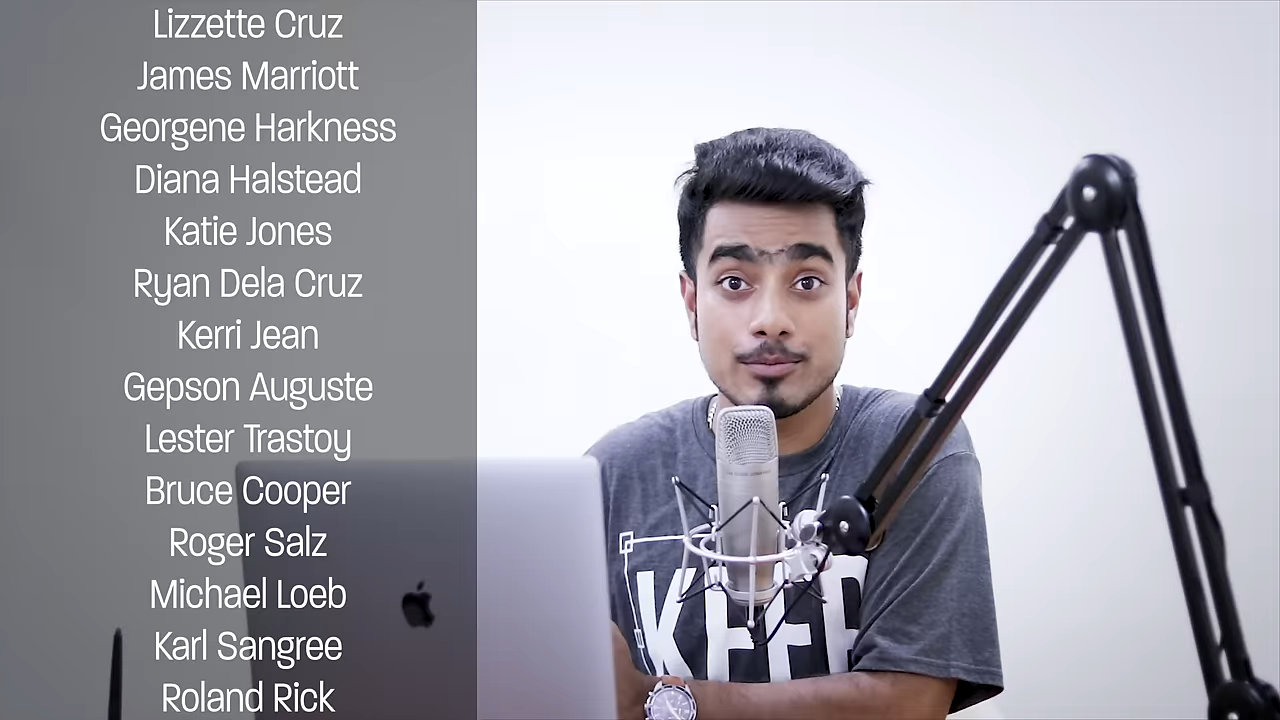 Lizzette Cruz
James Marriott
Georgene Harkness
Diana Halstead
Katie Jones
Ryan Dela Cruz
Kerri Jean
Gepson Auguste
Lester Trastoy
Bruce Cooper
Roger Salz
Michael Loeb
Karl Sangree
Roland Rick
KEEP